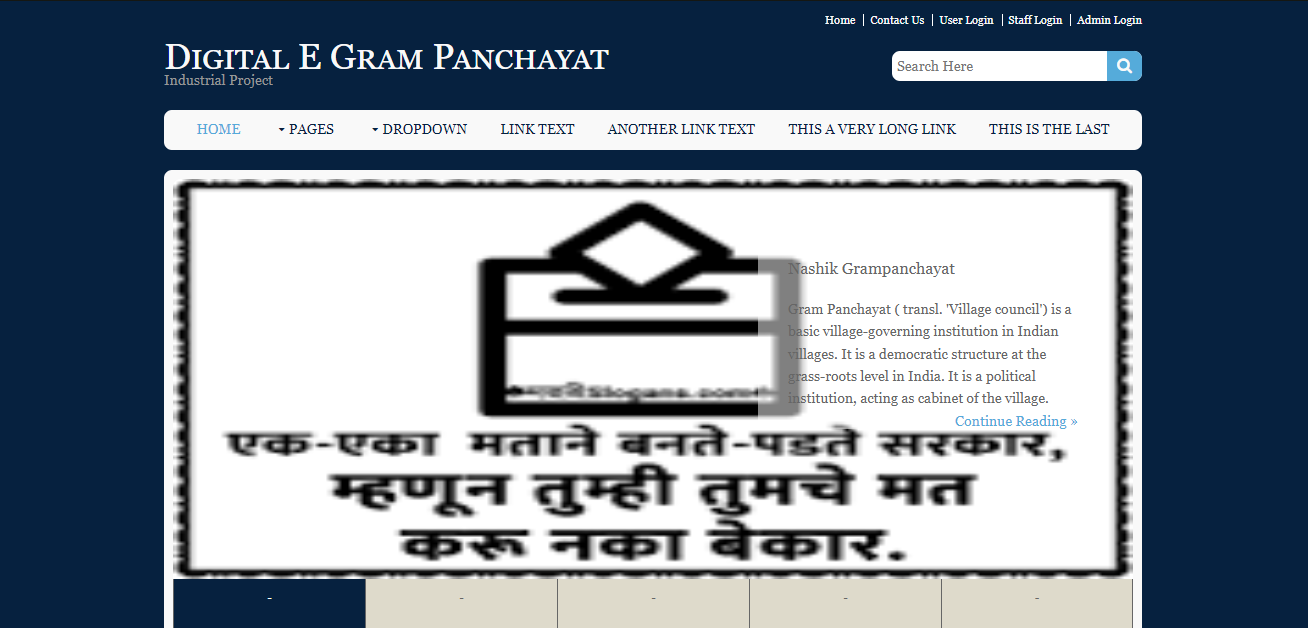 Home | Contact Us | User Login | Staff Login | Admin Login
Digital E Gram Panchayat
Industrial Project
Search Here
HOME PAGES DROPDOWN LINK TEXT ANOTHER LINK TEXT THIS A VERY LONG LINK THIS IS THE LAST
Nashik Grampanchayat
Gram Panchayat ( transl. 'Village council') is a
basic village-governing institution in Indian
villages. It is a democratic structure at the
grass-roots level in India. It is a political
institution, acting as cabinet of the village.
Continue Reading »
एक-एका मताने बनते-पडते सरकार,
म्हणून तुम्ही तुमचे मत
करू नका बेकार.
- - - - -